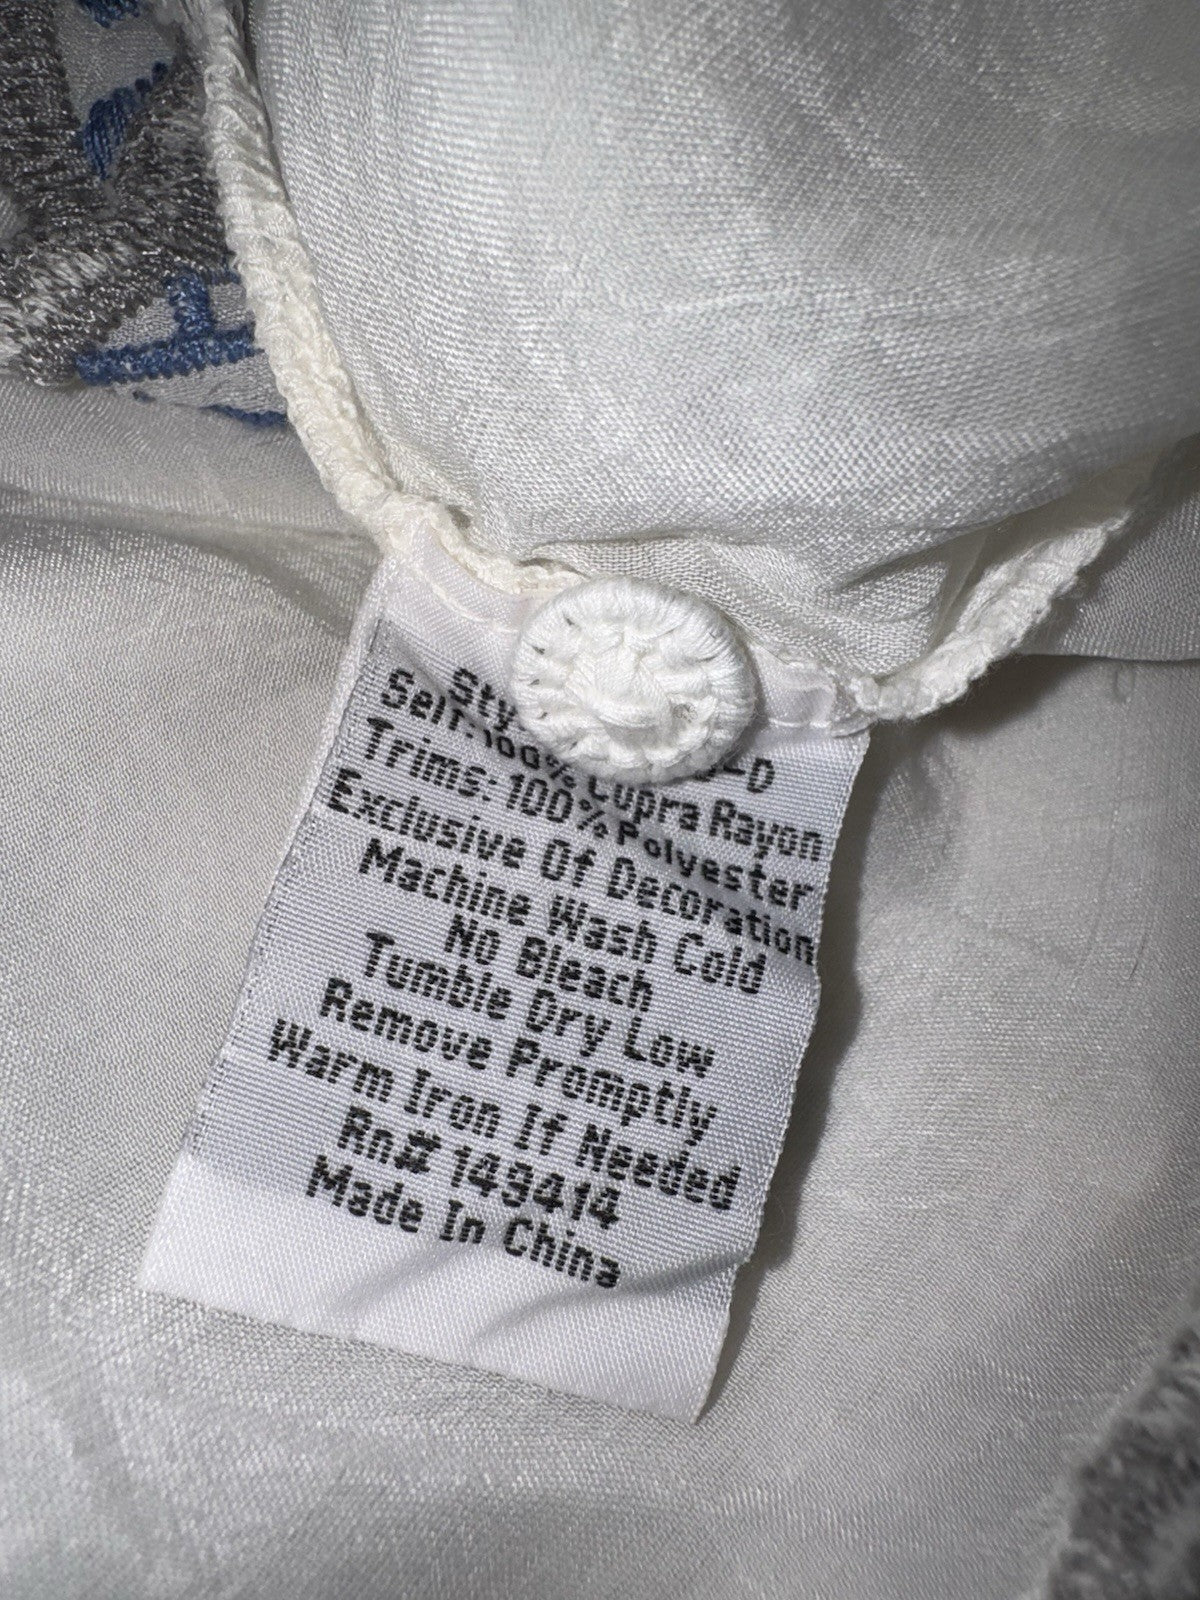 -D
Self:100% Cupra Rayon
Trims: 100% Polyester
Exclusive Of Decoration
Machine Wash Cold
No Bleach
Tumble Dry Low
Remove Promptly
Warm Iron If Needed
Rn# 149414
Made In China